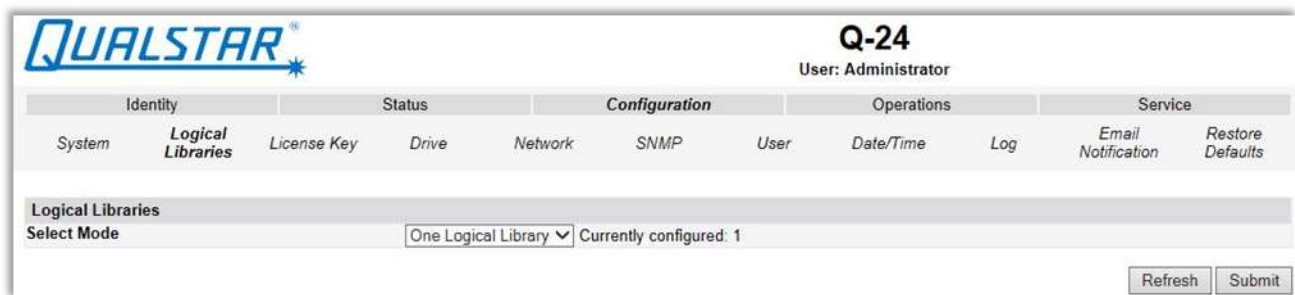 QUALSTAR®
Q-24
User: Administrator
Identity Status Configuration Operations Service
System Logical Libraries License Key Drive Network SNMP User Date/Time Log Email Notification Restore Defaults
Logical Libraries
Select Mode One Logical Library Currently configured: 1
Refresh Submit